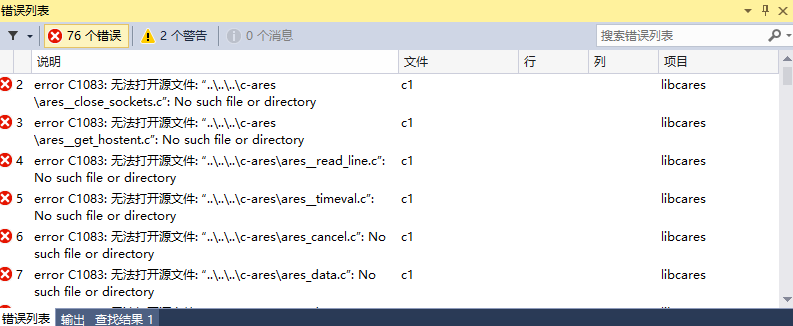 错误列表
76 个错误 2 个警告 0 个消息 搜索错误列表
说明 文件 行 列 项目
2 error C1083: 无法打开源文件: “..\..\..\c-ares c1 libcares
\ares__close_sockets.c”: No such file or directory
3 error C1083: 无法打开源文件: “..\..\..\c-ares c1 libcares
\ares__get_hostent.c”: No such file or directory
4 error C1083: 无法打开源文件: “..\..\..\c-ares\ares__read_line.c”: c1 libcares
No such file or directory
5 error C1083: 无法打开源文件: “..\..\..\c-ares\ares__timeval.c”: c1 libcares
No such file or directory
6 error C1083: 无法打开源文件: “..\..\..\c-ares\ares_cancel.c”: No c1 libcares
such file or directory
7 error C1083: 无法打开源文件: “..\..\..\c-ares\ares_data.c”: No c1 libcares
such file or directory
错误列表 输出 查找结果 1